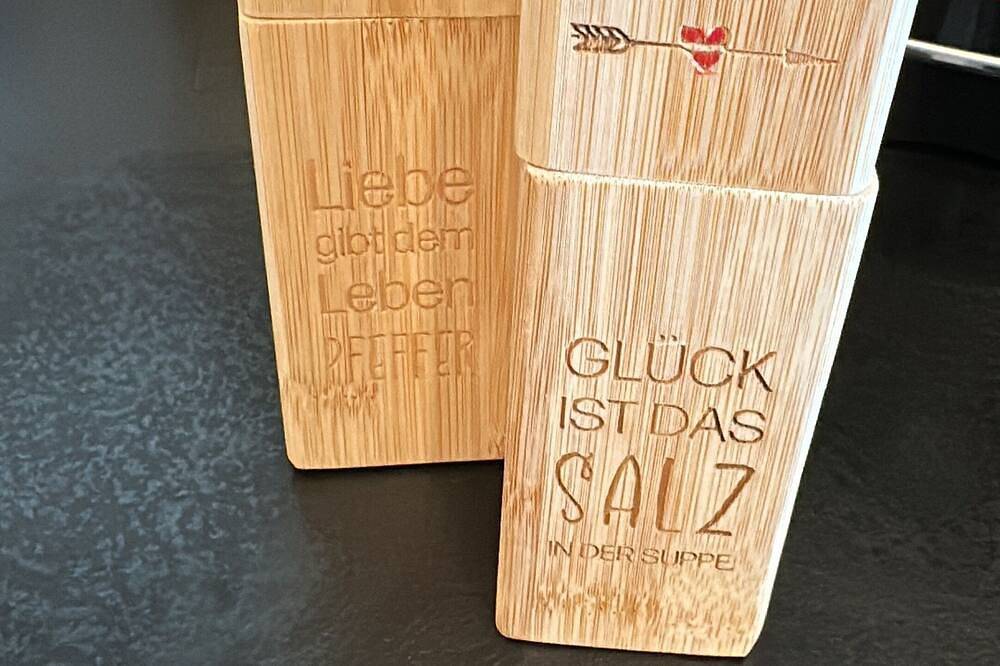 Liebe
gibt dem
Leben
PFEFFER
GLÜCK
IST DAS
SALZ
IN DER SUPPE